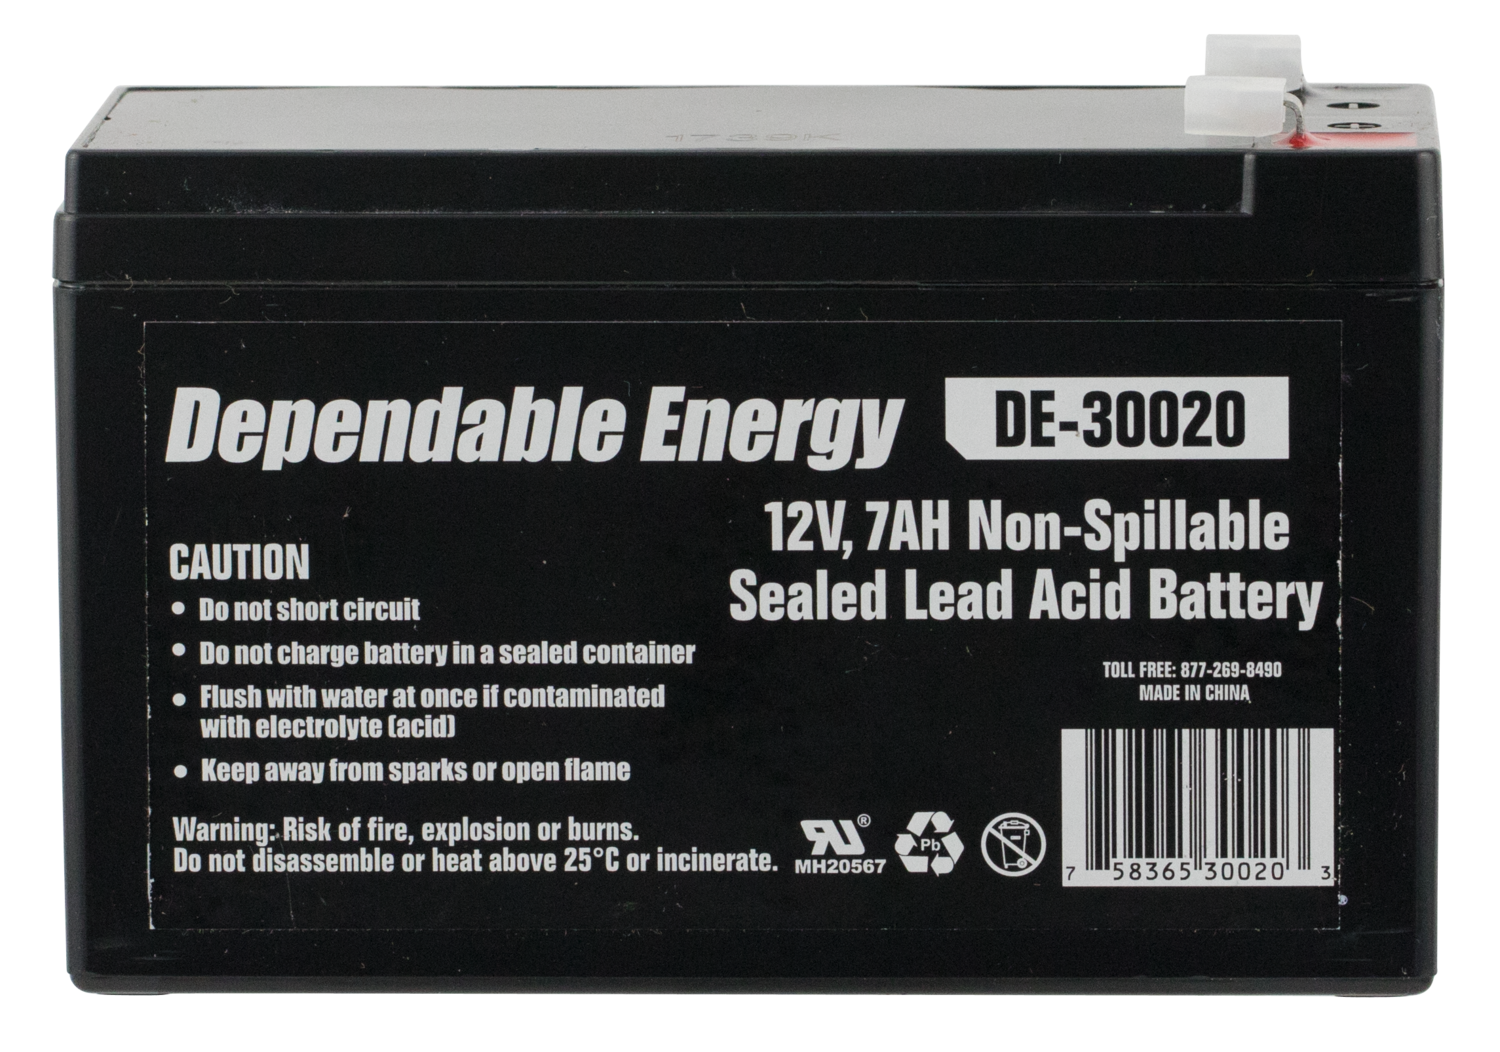 Dependable Energy
DE-30020
12V, 7AH Non-Spillable
Sealed Lead Acid Battery
CAUTION
• Do not short circuit
• Do not charge battery in a sealed container
• Flush with water at once if contaminated
with electrolyte (acid)
• Keep away from sparks or open flame
Warning: Risk of fire, explosion or burns.
Do not disassemble or heat above 25°C or incinerate.
TOLL FREE: 877-269-8490
MADE IN CHINA
RU®
MH20567
Pb
7 58365 30020 3